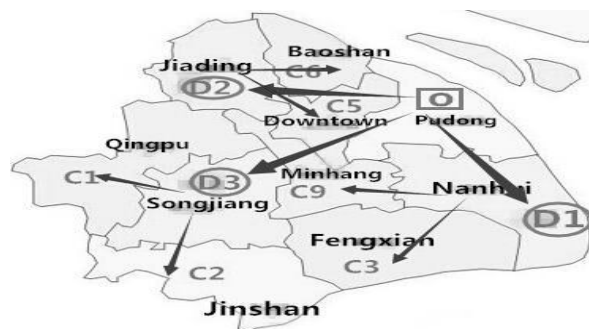 Baoshan
Jiading
C6
D2
C5
O
Downtown
Pudong
Qingpu
C1
D3
Minhang
C9
Nanhui
Songjiang
D1
Fengxian
C3
C2
Jinshan